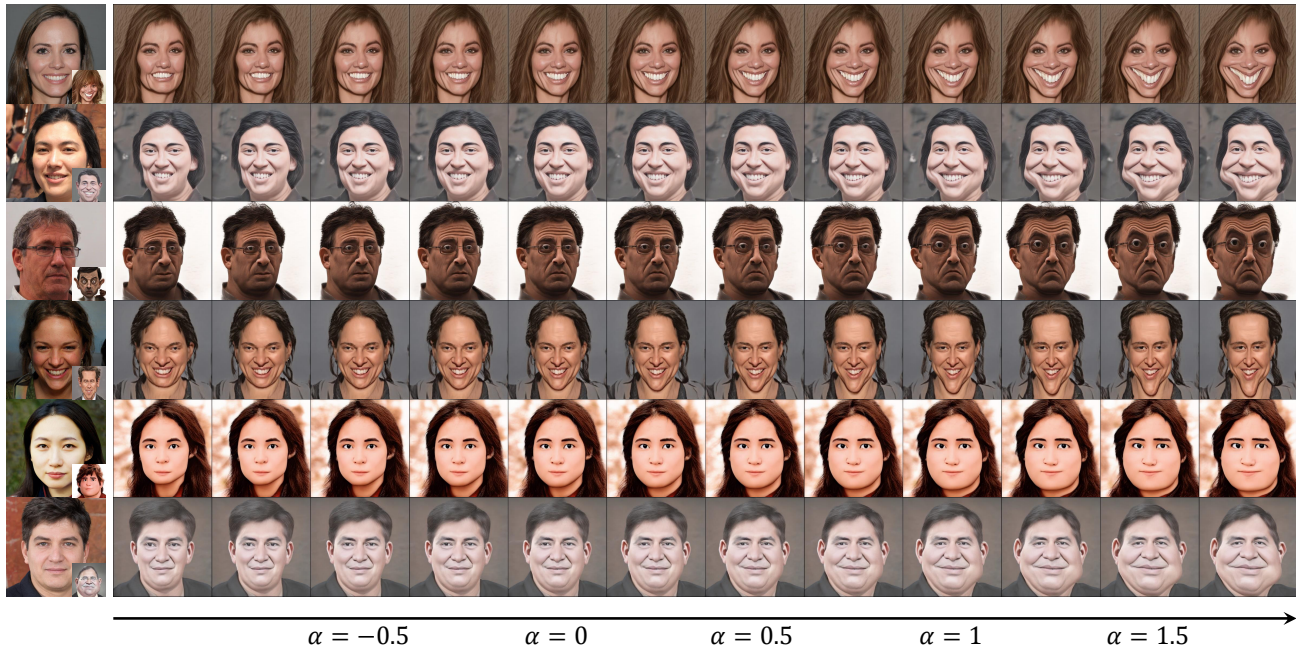 α = −0.5 α = 0 α = 0.5 α = 1 α = 1.5